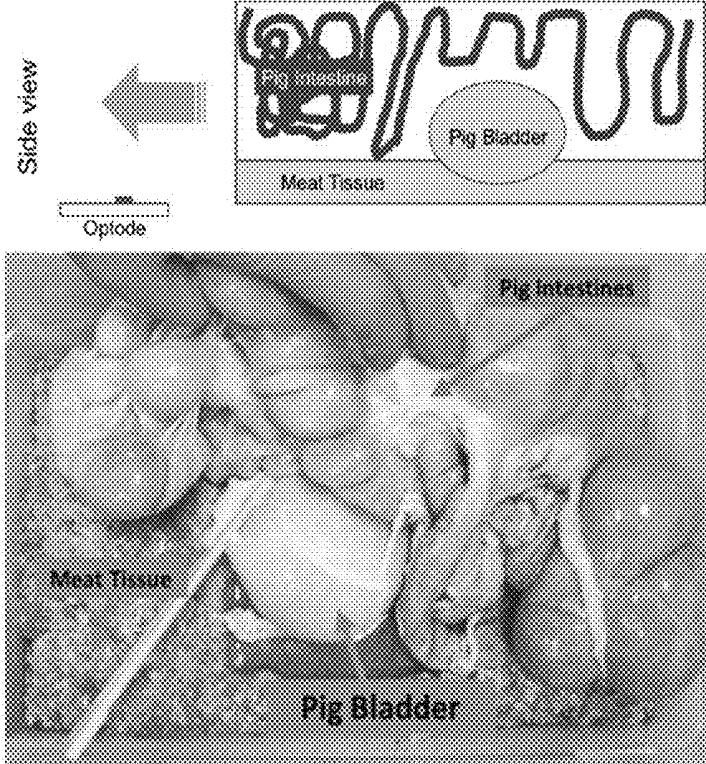 Side view
Pig Intestine
Pig Bladder
Meat Tissue
Optode
Pig Intestines
Meat Tissue
Pig Bladder